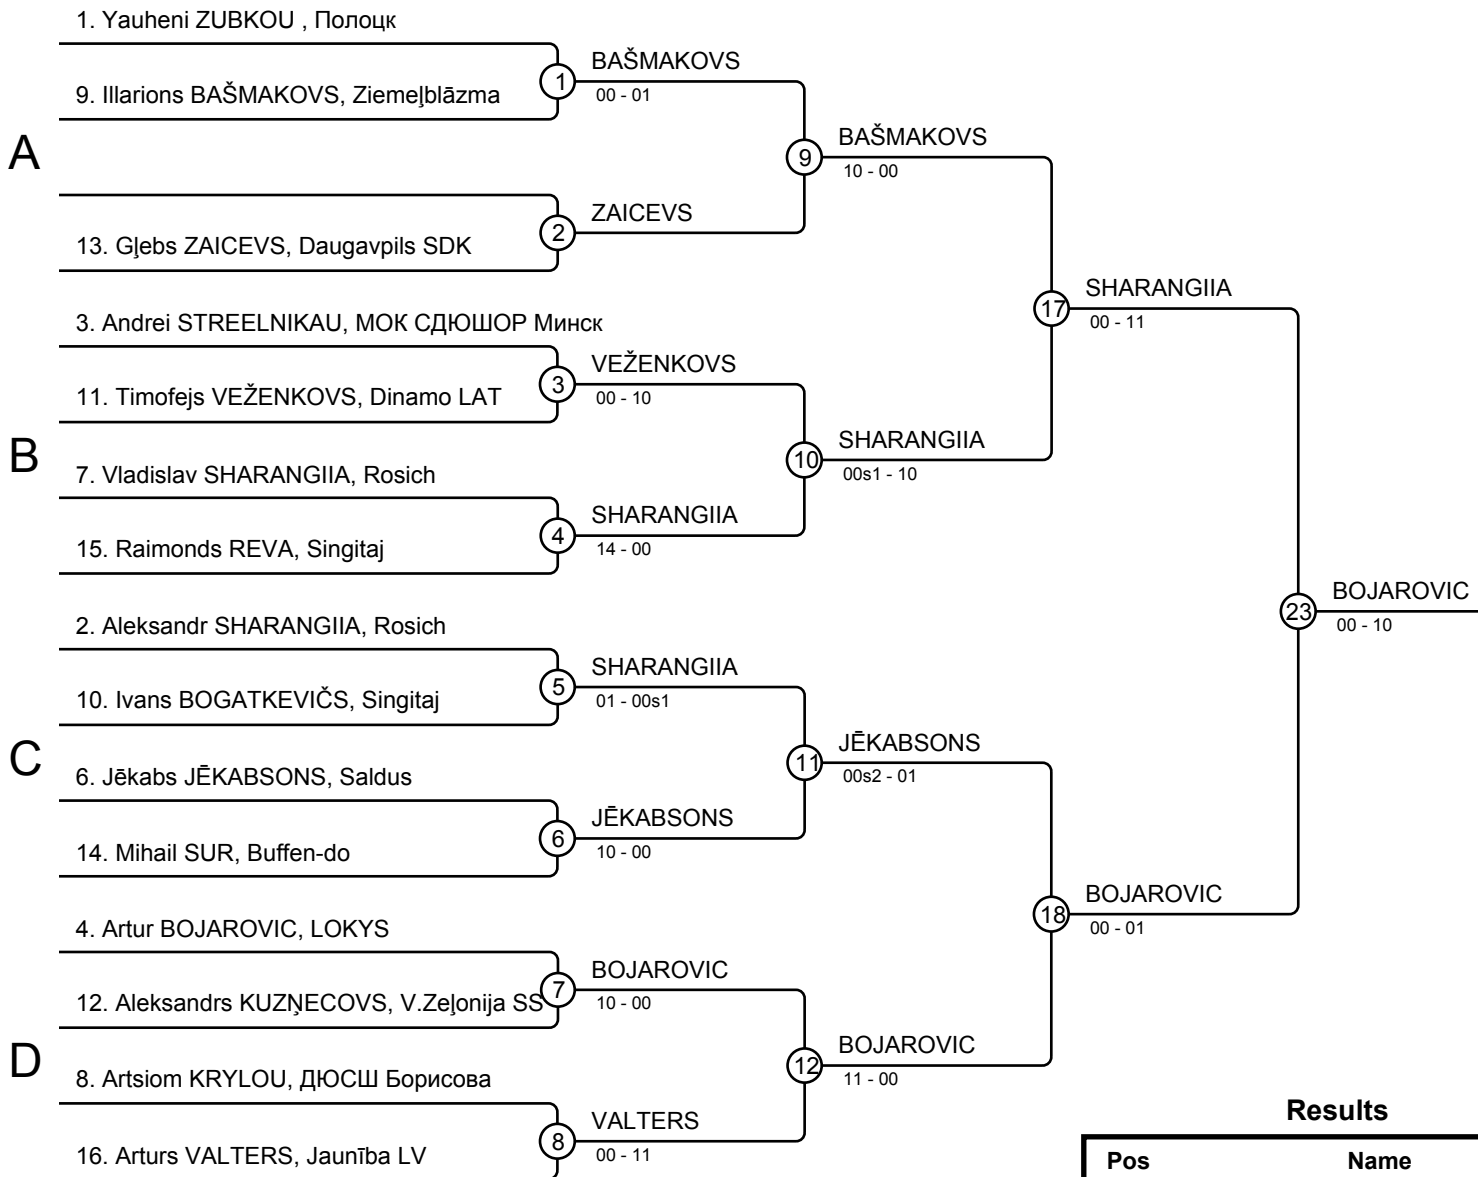 1. Yauheni ZUBKOU , Полоцк
BAŠMAKOVS
1
9. Illarions BAŠMAKOVS, Ziemeļblāzma
00 - 01
A
BAŠMAKOVS
9
10 - 00
ZAICEVS
2
13. Gļebs ZAICEVS, Daugavpils SDK
SHARANGIIA
17
00 - 11
3. Andrei STREELNIKAU, МОК СДЮШОР Минск
VEŽENKOVS
3
11. Timofejs VEŽENKOVS, Dinamo LAT
00 - 10
B
SHARANGIIA
10
00s1 - 10
7. Vladislav SHARANGIIA, Rosich
SHARANGIIA
4
15. Raimonds REVA, Singitaj
14 - 00
BOJAROVIC
23
00 - 10
2. Aleksandr SHARANGIIA, Rosich
SHARANGIIA
5
10. Ivans BOGATKEVIČS, Singitaj
01 - 00s1
C
JĒKABSONS
11
00s2 - 01
6. Jēkabs JĒKABSONS, Saldus
JĒKABSONS
6
14. Mihail SUR, Buffen-do
10 - 00
BOJAROVIC
18
00 - 01
4. Artur BOJAROVIC, LOKYS
BOJAROVIC
7
12. Aleksandrs KUZŅECOVS, V.Zeļonija SS
10 - 00
D
BOJAROVIC
12
11 - 00
8. Artsiom KRYLOU, ДЮСШ Борисова
VALTERS
8
16. Arturs VALTERS, Jaunība LV
00 - 11
Results
Pos Name